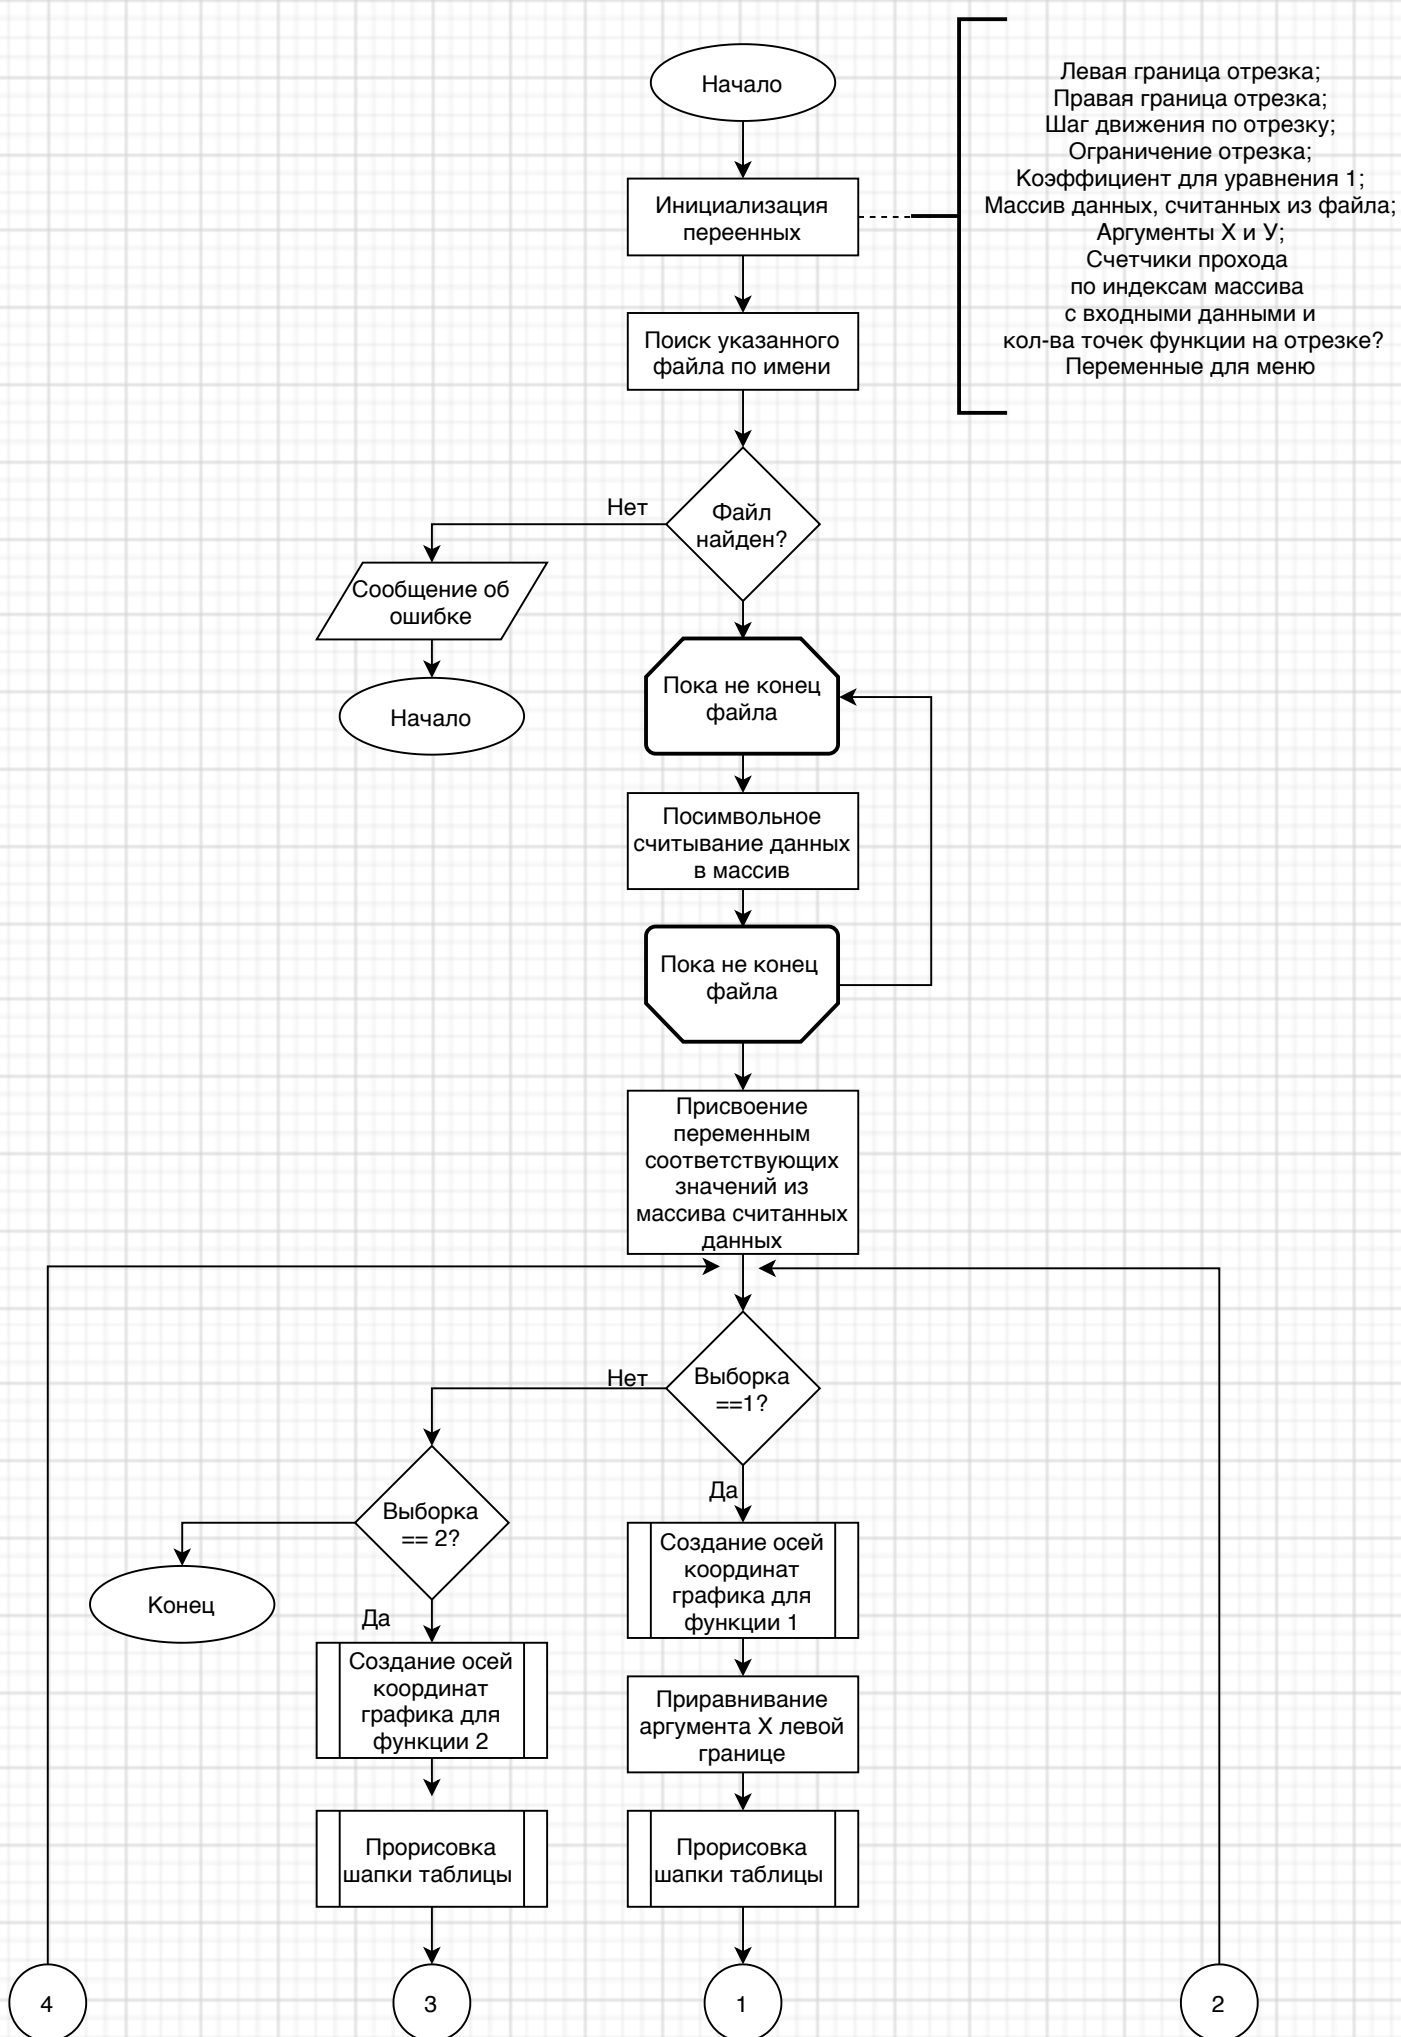 Начало
Левая граница отрезка;
Правая граница отрезка;
Шаг движения по отрезку;
Ограничение отрезка;
Коэффициент для уравнения 1;
Массив данных, считанных из файла;
Аргументы X и У;
Счетчики прохода
по индексам массива
с входными данными и
кол-ва точек функции на отрезке?
Переменные для меню
Инициализация
переенных
Поиск указанного
файла по имени
Файл
найден?
Нет
Сообщение об
ошибке
Начало
Пока не конец
файла
Посимвольное
считывание данных
в массив
Пока не конец
файла
Присвоение
переменным
соответствующих
значений из
массива считанных
данных
Выборка
==1?
Нет
Да
Выборка
== 2?
Конец
Да
Создание осей
координат
графика для
функции 1
Создание осей
координат
графика для
функции 2
Приравнивание
аргумента X левой
границе
Прорисовка
шапки таблицы
Прорисовка
шапки таблицы
4
3
1
2